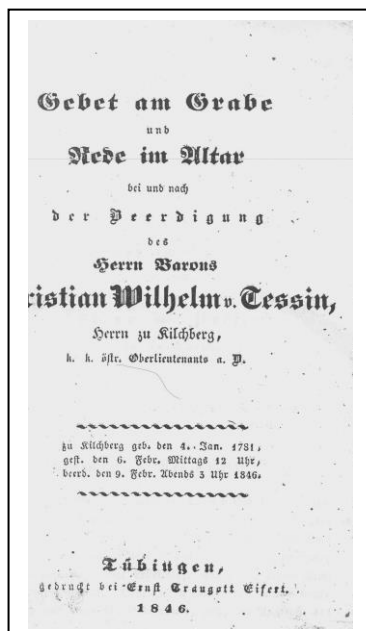 Gebet am Grabe
und
Rede im Altar
bei und nach
der Beerdigung
des
Herrn Barons
ristian Wilhelm v. Tessin,
Herrn zu Kilchberg,
k. k. östr. Oberlieutenants a. D.
zu Kilchberg geb. den 4. Jan. 1781,
gest. den 6. Febr. Mittags 12 Uhr,
beerd. den 9. Febr. Abends 3 Uhr 1846.
Tübingen,
gedruckt bei Ernst Traugott Eifert.
1846.